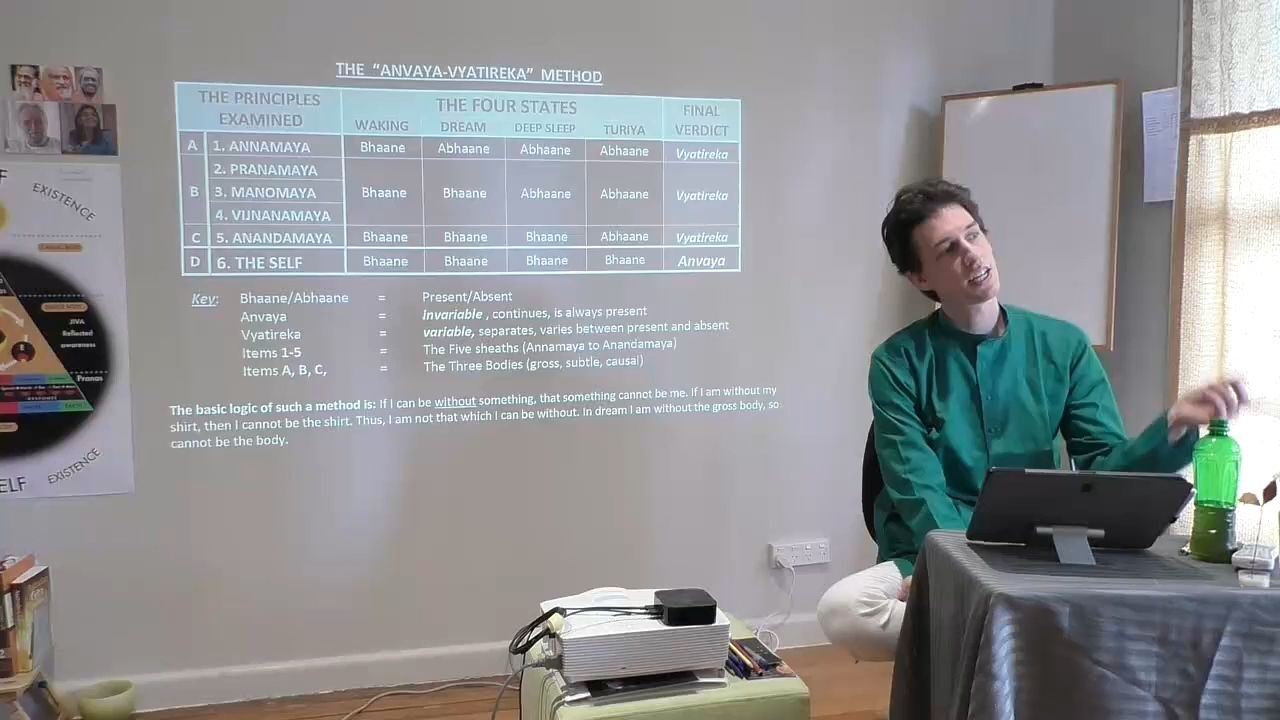 THE "ANVAYA-VYATIREKA" METHOD
THE PRINCIPLES EXAMINED
THE FOUR STATES
FINAL VERDICT
WAKING DREAM DEEP SLEEP TURIYA
A 1. ANNAMAYA Bhaane Abhaane Abhaane Abhaane Vyatireka
2. PRANAMAYA
B 3. MANOMAYA Bhaane Bhaane Abhaane Abhaane Vyatireka
4. VIJNANAMAYA
C 5. ANANDAMAYA Bhaane Bhaane Bhaane Abhaane Vyatireka
D 6. THE SELF Bhaane Bhaane Bhaane Bhaane Anvaya
Key: Bhaane/Abhaane = Present/Absent
Anvaya = invariable , continues, is always present
Vyatireka = variable, separates, varies between present and absent
Items 1-5 = The Five sheaths (Annamaya to Anandamaya)
Items A, B, C, = The Three Bodies (gross, subtle, causal)
The basic logic of such a method is: If I can be without something, that something cannot be me. If I am without my
shirt, then I cannot be the shirt. Thus, I am not that which I can be without. In dream I am without the gross body, so
cannot be the body.
EXISTENCE
JIVA
Reflected
awareness
Pranas
ELF
EXISTENCE